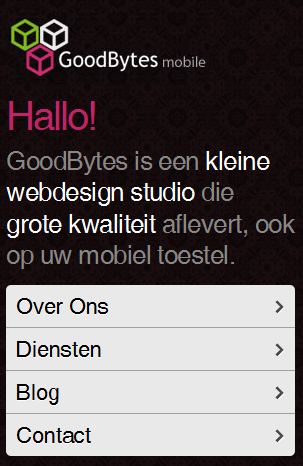 GoodBytes mobile
Hallo!
GoodBytes is een kleine
webdesign studio die
grote kwaliteit aflevert, ook
op uw mobiel toestel.
Over Ons
Diensten
Blog
Contact